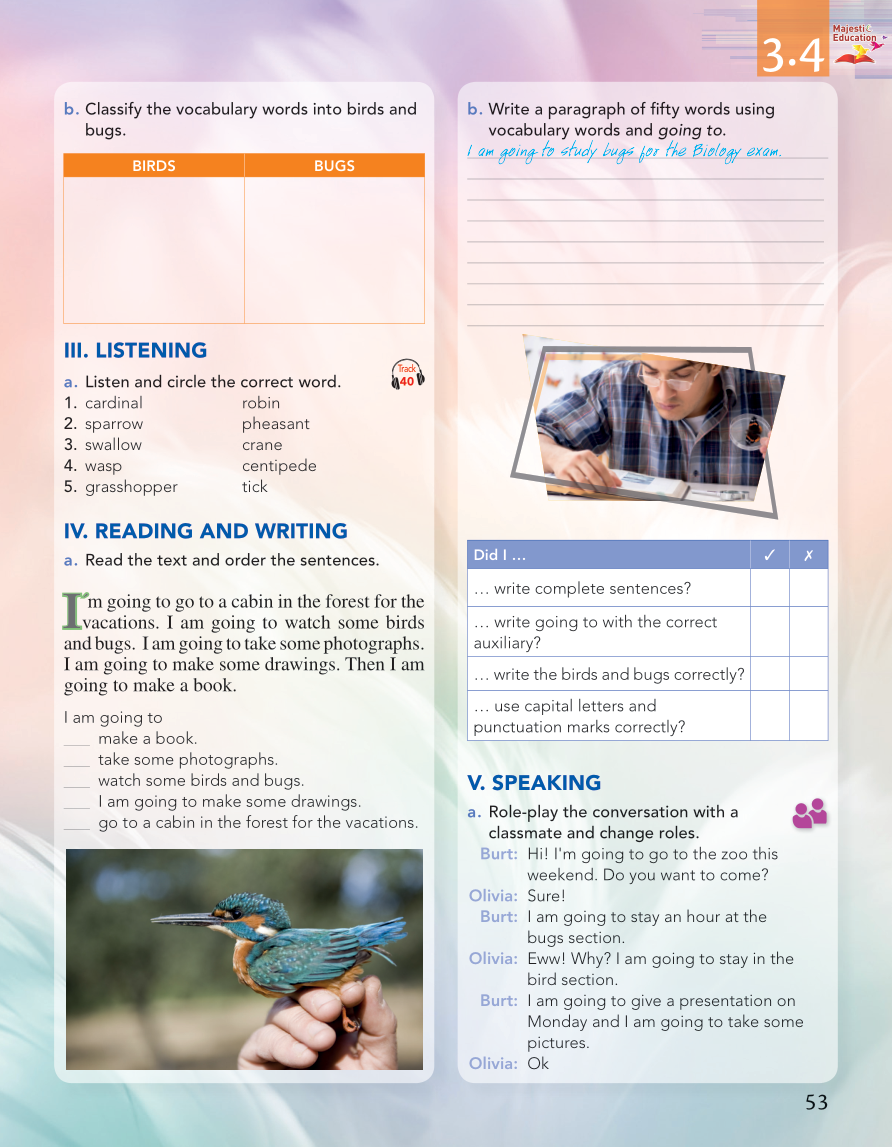 3.4
Majestic
Education
b. Classify the vocabulary words into birds and
bugs.
BIRDS BUGS
III. LISTENING
a. Listen and circle the correct word.
Track
40
1. cardinal robin
2. sparrow pheasant
3. swallow crane
4. wasp centipede
5. grasshopper tick
IV. READING AND WRITING
a. Read the text and order the sentences.
I'm going to go to a cabin in the forest for the
vacations. I am going to watch some birds
and bugs. I am going to take some photographs.
I am going to make some drawings. Then I am
going to make a book.
I am going to
___ make a book.
___ take some photographs.
___ watch some birds and bugs.
___ I am going to make some drawings.
___ go to a cabin in the forest for the vacations.
b. Write a paragraph of fifty words using
vocabulary words and going to.
I am going to study bugs for the Biology exam.
Did I … ✓ ✗
… write complete sentences?
… write going to with the correct
auxiliary?
… write the birds and bugs correctly?
… use capital letters and
punctuation marks correctly?
V. SPEAKING
a. Role-play the conversation with a
classmate and change roles.
Burt: Hi! I'm going to go to the zoo this
weekend. Do you want to come?
Olivia: Sure!
Burt: I am going to stay an hour at the
bugs section.
Olivia: Eww! Why? I am going to stay in the
bird section.
Burt: I am going to give a presentation on
Monday and I am going to take some
pictures.
Olivia: Ok
53